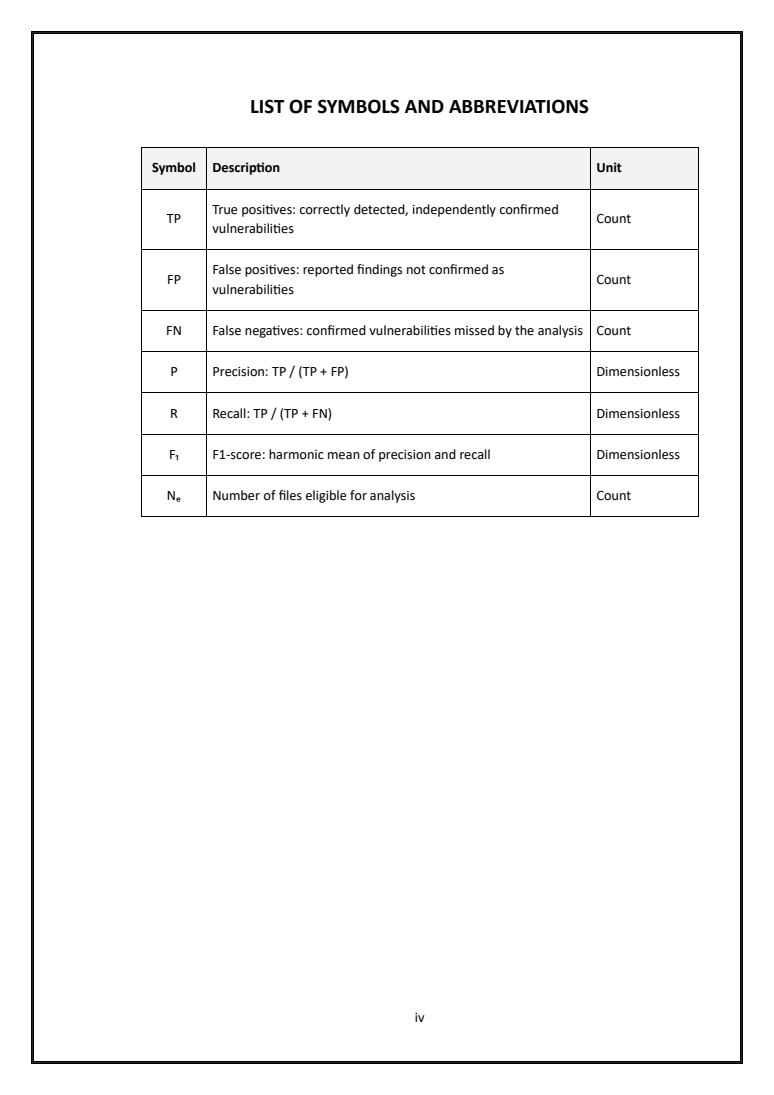 LIST OF SYMBOLS AND ABBREVIATIONS
Symbol Description Unit
TP True positives: correctly detected, independently confirmed vulnerabilities Count
FP False positives: reported findings not confirmed as vulnerabilities Count
FN False negatives: confirmed vulnerabilities missed by the analysis Count
P Precision: TP / (TP + FP) Dimensionless
R Recall: TP / (TP + FN) Dimensionless
F₁ F1-score: harmonic mean of precision and recall Dimensionless
Nₑ Number of files eligible for analysis Count
iv